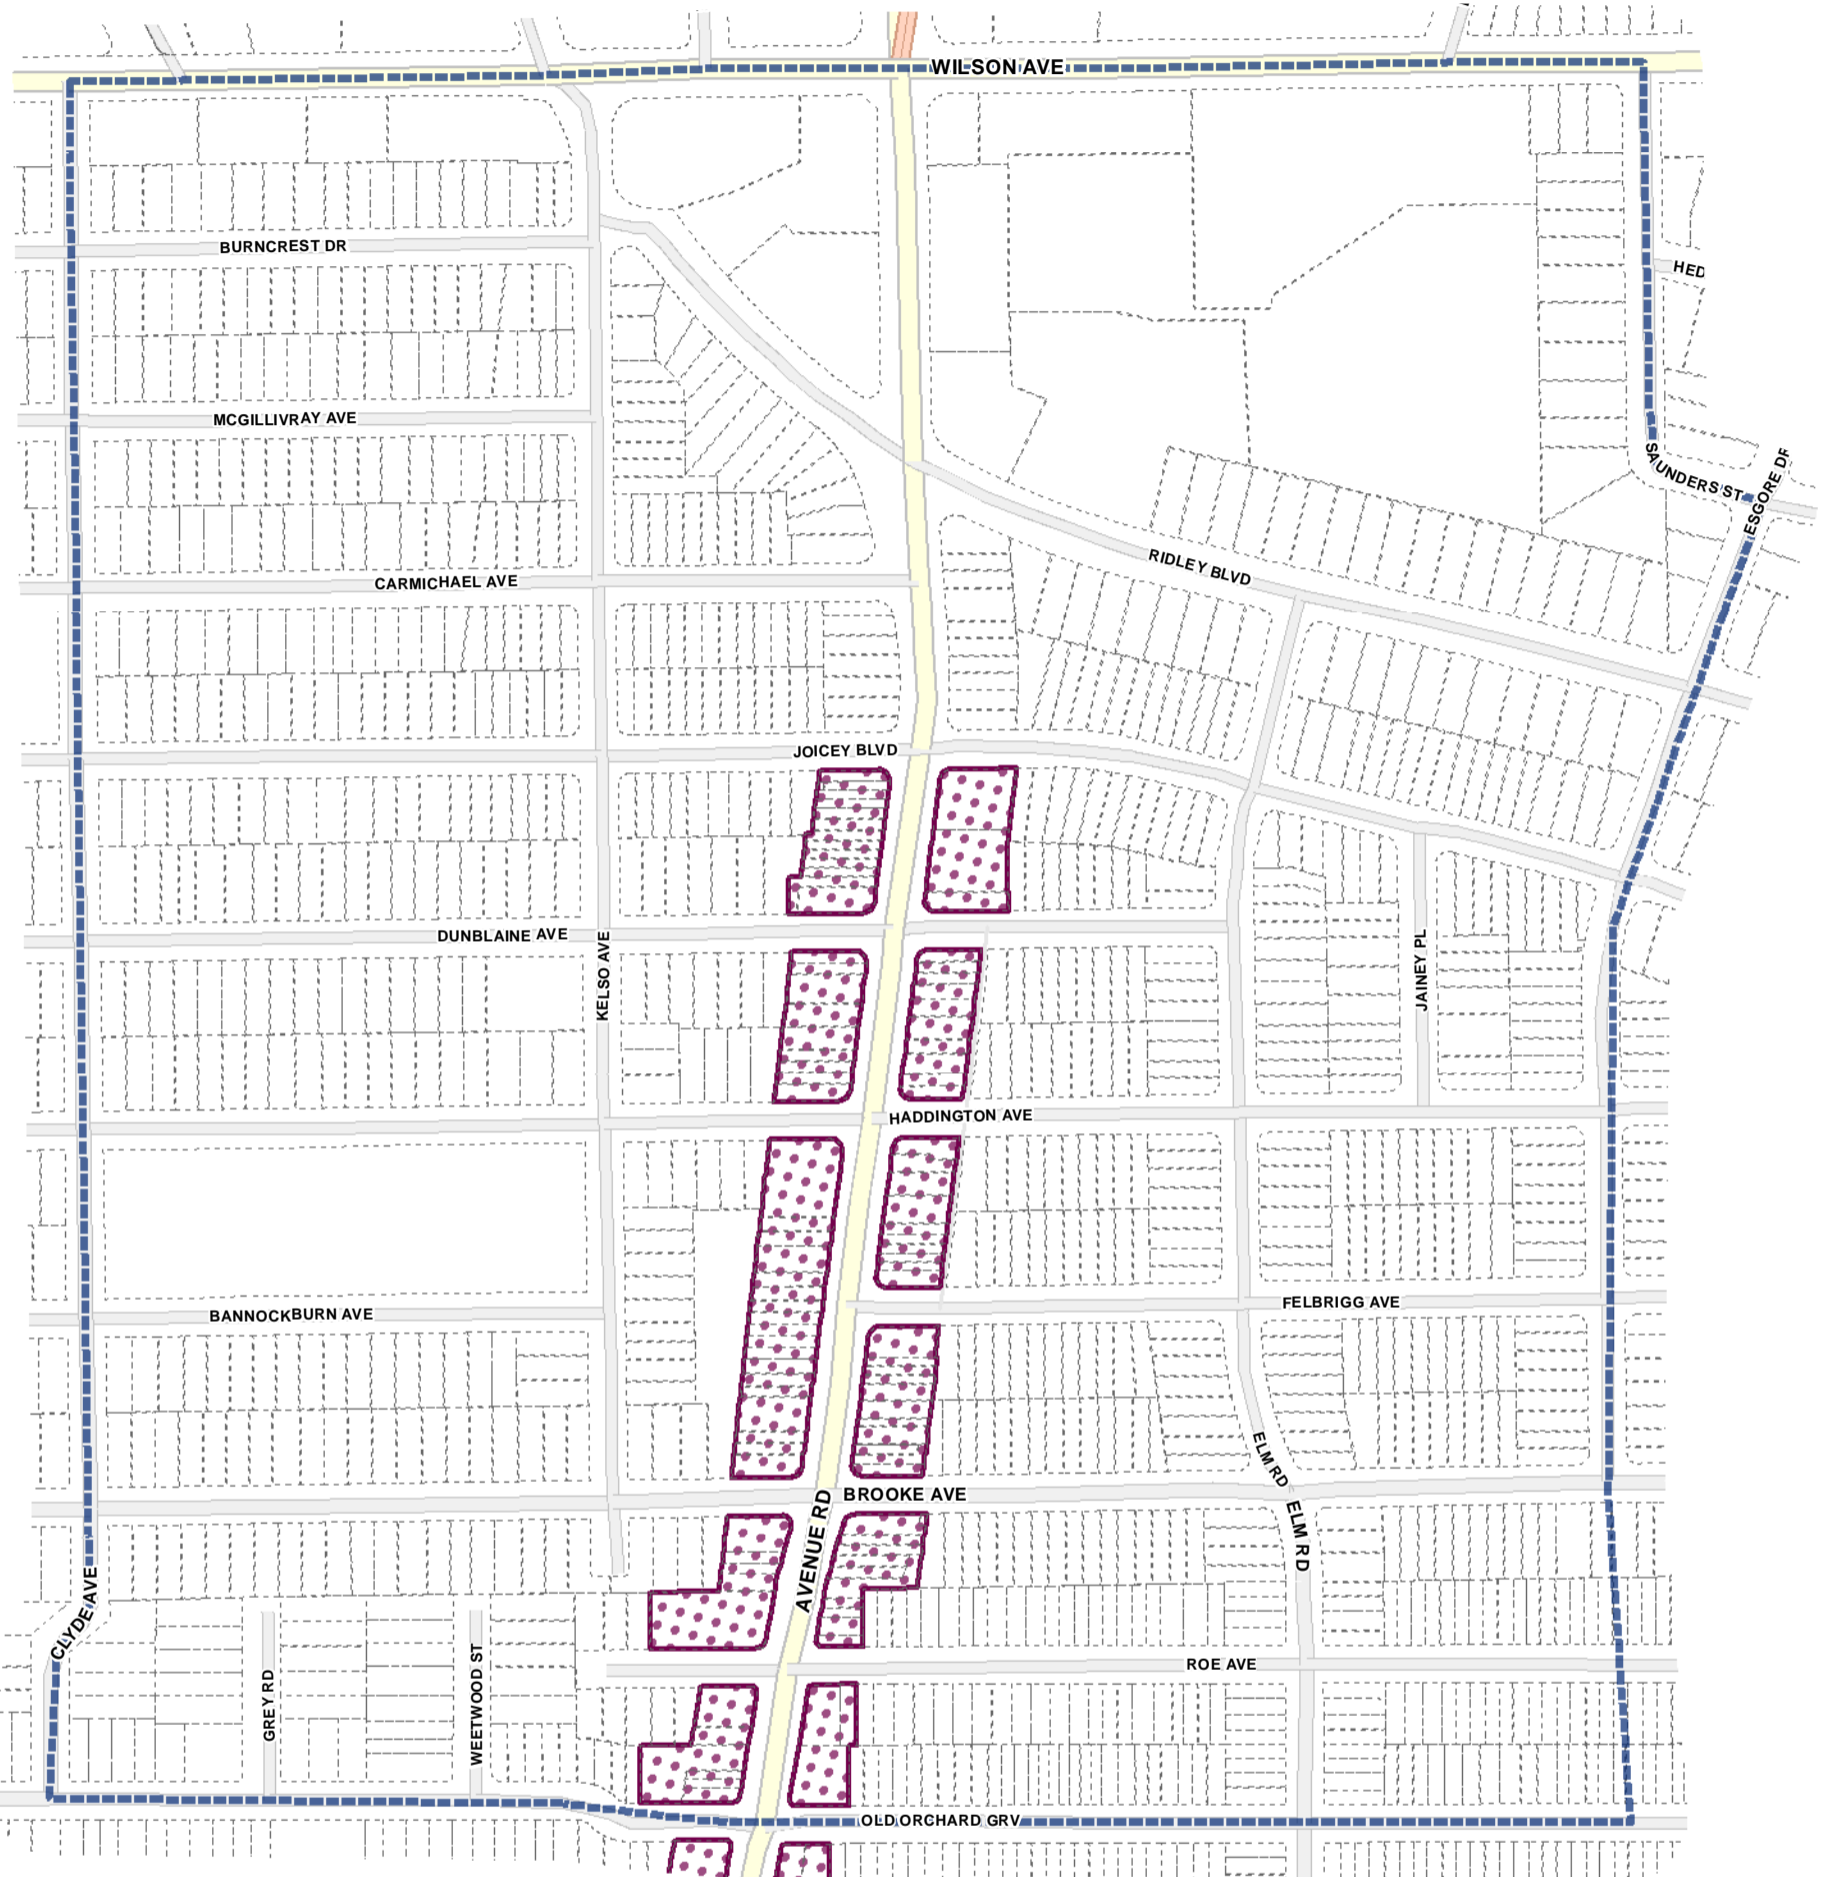 WILSON AVE
BURNCREST DR
HED
MCGILLIVRAY AVE
SAUNDERS ST
ESGORE DR
RIDLEY BLVD
CARMICHAEL AVE
JOICEY BLVD
DUNBLAINE AVE
KELSO AVE
JAINEY PL
HADDINGTON AVE
BANNOCKBURN AVE
FELBRIGG AVE
ELM RD
BROOKE AVE
AVENUE RD
ELM RD
CLYDE AVE
GREY RD
WEETWOOD ST
ROE AVE
OLD ORCHARD GRV